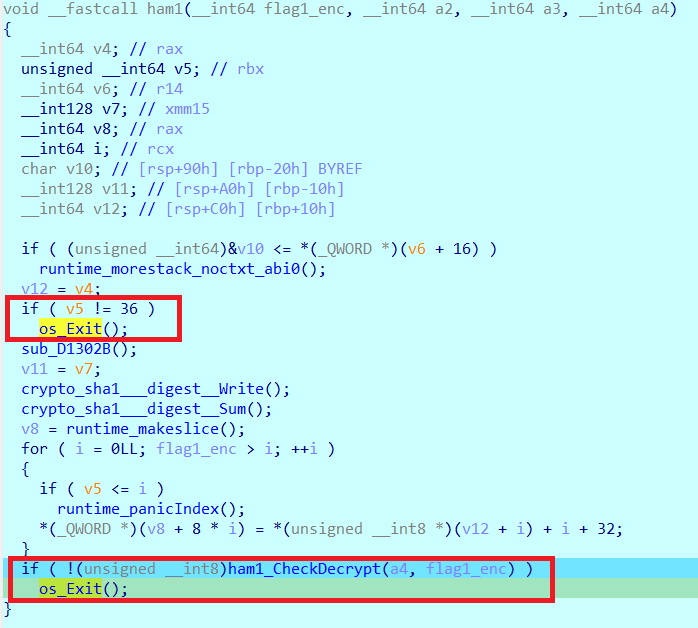 void __fastcall ham1(__int64 flag1_enc, __int64 a2, __int64 a3, __int64 a4)
{
  __int64 v4; // rax
  unsigned __int64 v5; // rbx
  __int64 v6; // r14
  __int128 v7; // xmm15
  __int64 v8; // rax
  __int64 i; // rcx
  char v10; // [rsp+90h] [rbp-20h] BYREF
  __int128 v11; // [rsp+A0h] [rbp-10h]
  __int64 v12; // [rsp+C0h] [rbp+10h]

  if ( (unsigned __int64)&v10 <= *(_QWORD *)(v6 + 16) )
    runtime_morestack_noctxt_abi0();
  v12 = v4;
  if ( v5 != 36 )
    os_Exit();
  sub_D1302B();
  v11 = v7;
  crypto_sha1___digest__Write();
  crypto_sha1___digest__Sum();
  v8 = runtime_makeslice();
  for ( i = 0LL; flag1_enc > i; ++i )
  {
    if ( v5 <= i )
      runtime_panicIndex();
    *(_QWORD *)(v8 + 8 * i) = *(unsigned __int8 *)(v12 + i) + i + 32;
  }
  if ( !(unsigned __int8)ham1_CheckDecrypt(a4, flag1_enc) )
    os_Exit();
}